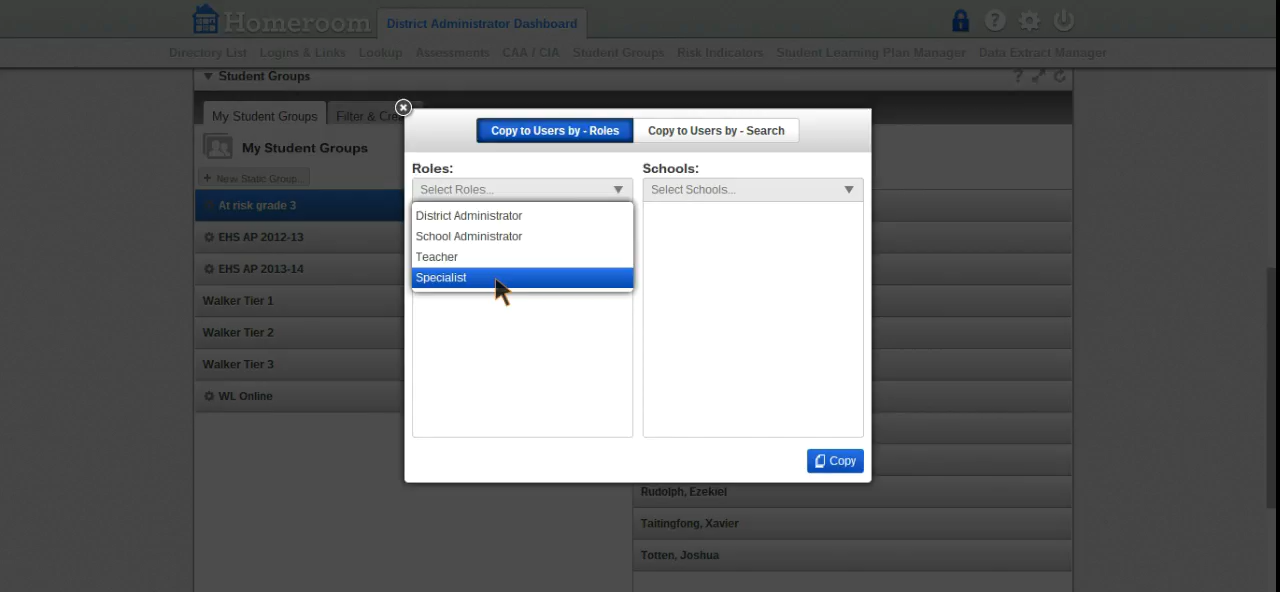 Homeroom
District Administrator Dashboard
Directory List Logins & Links Lookup Assessments CAA / CIA Student Groups Risk Indicators Student Learning Plan Manager Data Extract Manager
Student Groups
My Student Groups
My Student Groups
+ New Static Group...
At risk grade 3
EHS AP 2012-13
EHS AP 2013-14
Walker Tier 1
Walker Tier 2
Walker Tier 3
WL Online
Copy to Users by - Roles Copy to Users by - Search
Roles: Schools:
Select Roles... Select Schools...
District Administrator
School Administrator
Teacher
Specialist
Copy
Rudolph, Ezekiel
Taitingfong, Xavier
Totten, Joshua